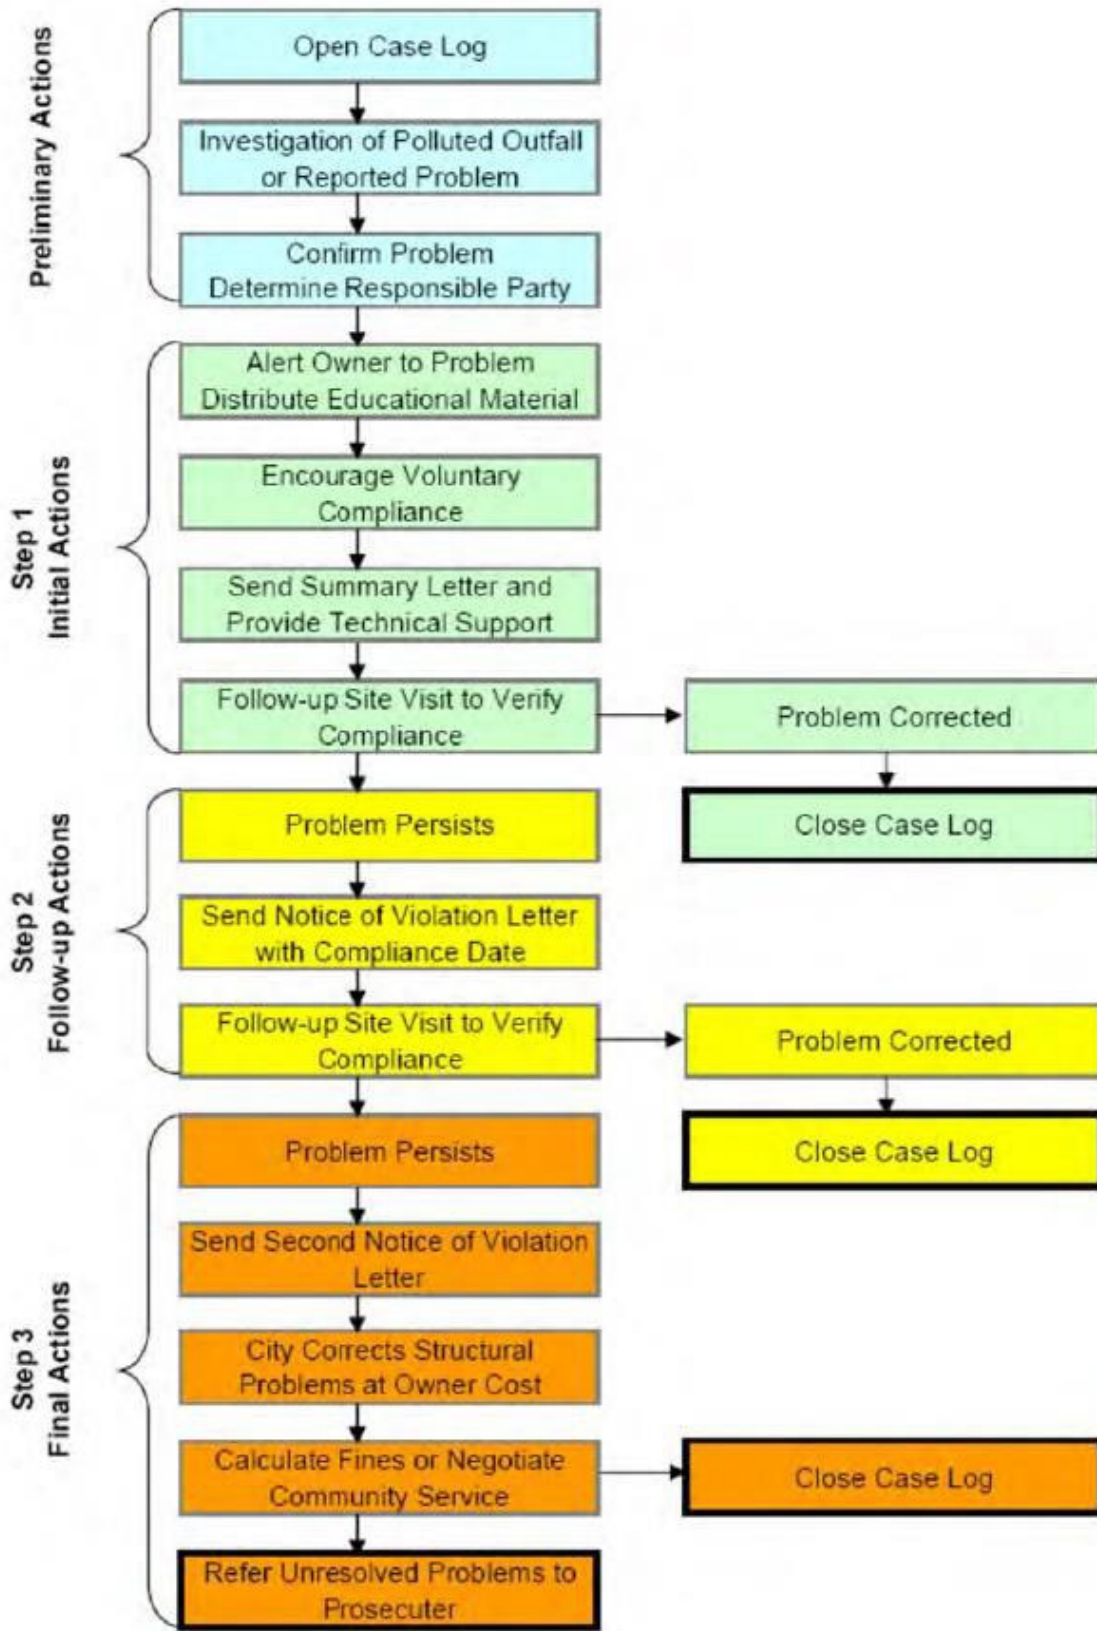 Preliminary Actions
Open Case Log
Investigation of Polluted Outfall
or Reported Problem
Confirm Problem
Determine Responsible Party
Step 1
Initial Actions
Alert Owner to Problem
Distribute Educational Material
Encourage Voluntary
Compliance
Send Summary Letter and
Provide Technical Support
Follow-up Site Visit to Verify
Compliance
Problem Corrected
Close Case Log
Step 2
Follow-up Actions
Problem Persists
Send Notice of Violation Letter
with Compliance Date
Follow-up Site Visit to Verify
Compliance
Problem Corrected
Close Case Log
Step 3
Final Actions
Problem Persists
Send Second Notice of Violation
Letter
City Corrects Structural
Problems at Owner Cost
Calculate Fines or Negotiate
Community Service
Close Case Log
Refer Unresolved Problems to
Prosecuter